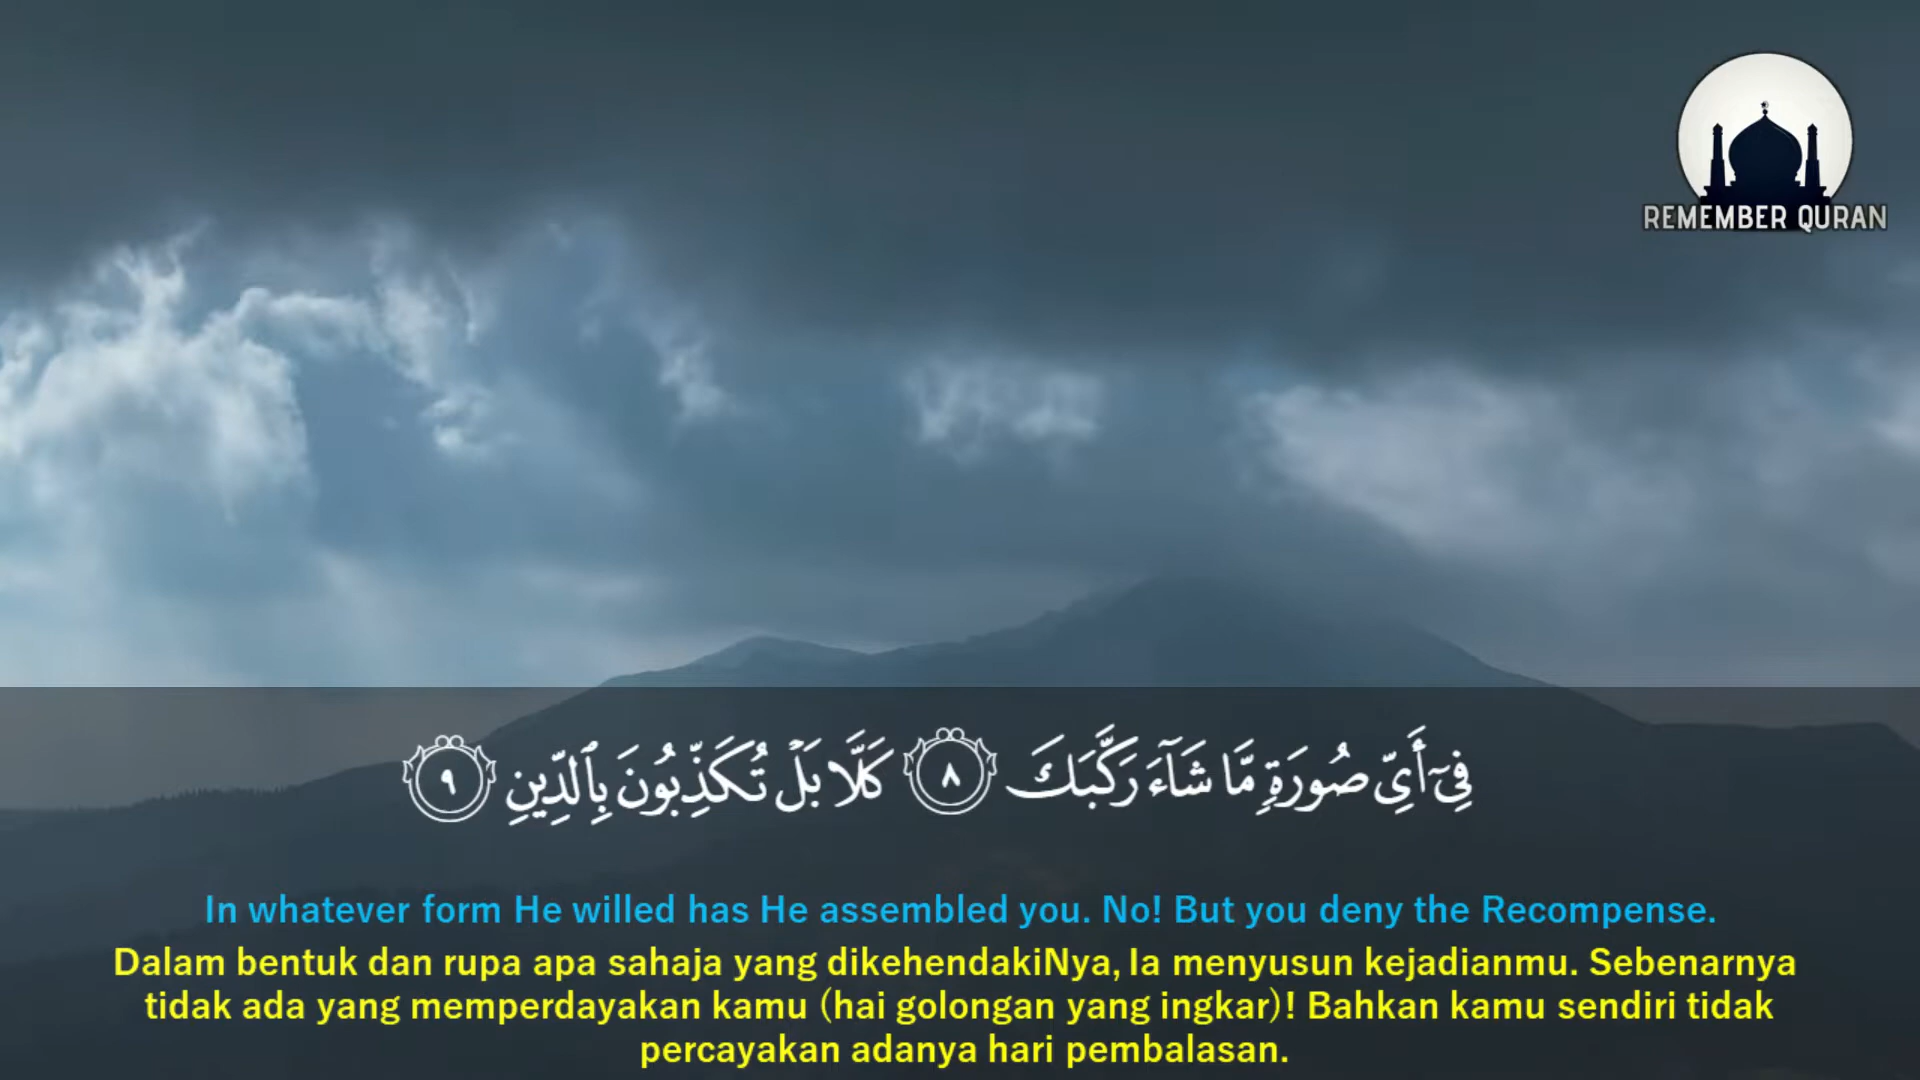 REMEMBER QURAN
فِىٓ أَىِّ صُورَةٍ مَّا شَآءَ رَكَّبَكَ ٨ كَلَّا بَلْ تُكَذِّبُونَ بِٱلدِّينِ ٩
In whatever form He willed has He assembled you. No! But you deny the Recompense.
Dalam bentuk dan rupa apa sahaja yang dikehendakiNya, Ia menyusun kejadianmu. Sebenarnya
tidak ada yang memperdayakan kamu (hai golongan yang ingkar)! Bahkan kamu sendiri tidak
percayakan adanya hari pembalasan.